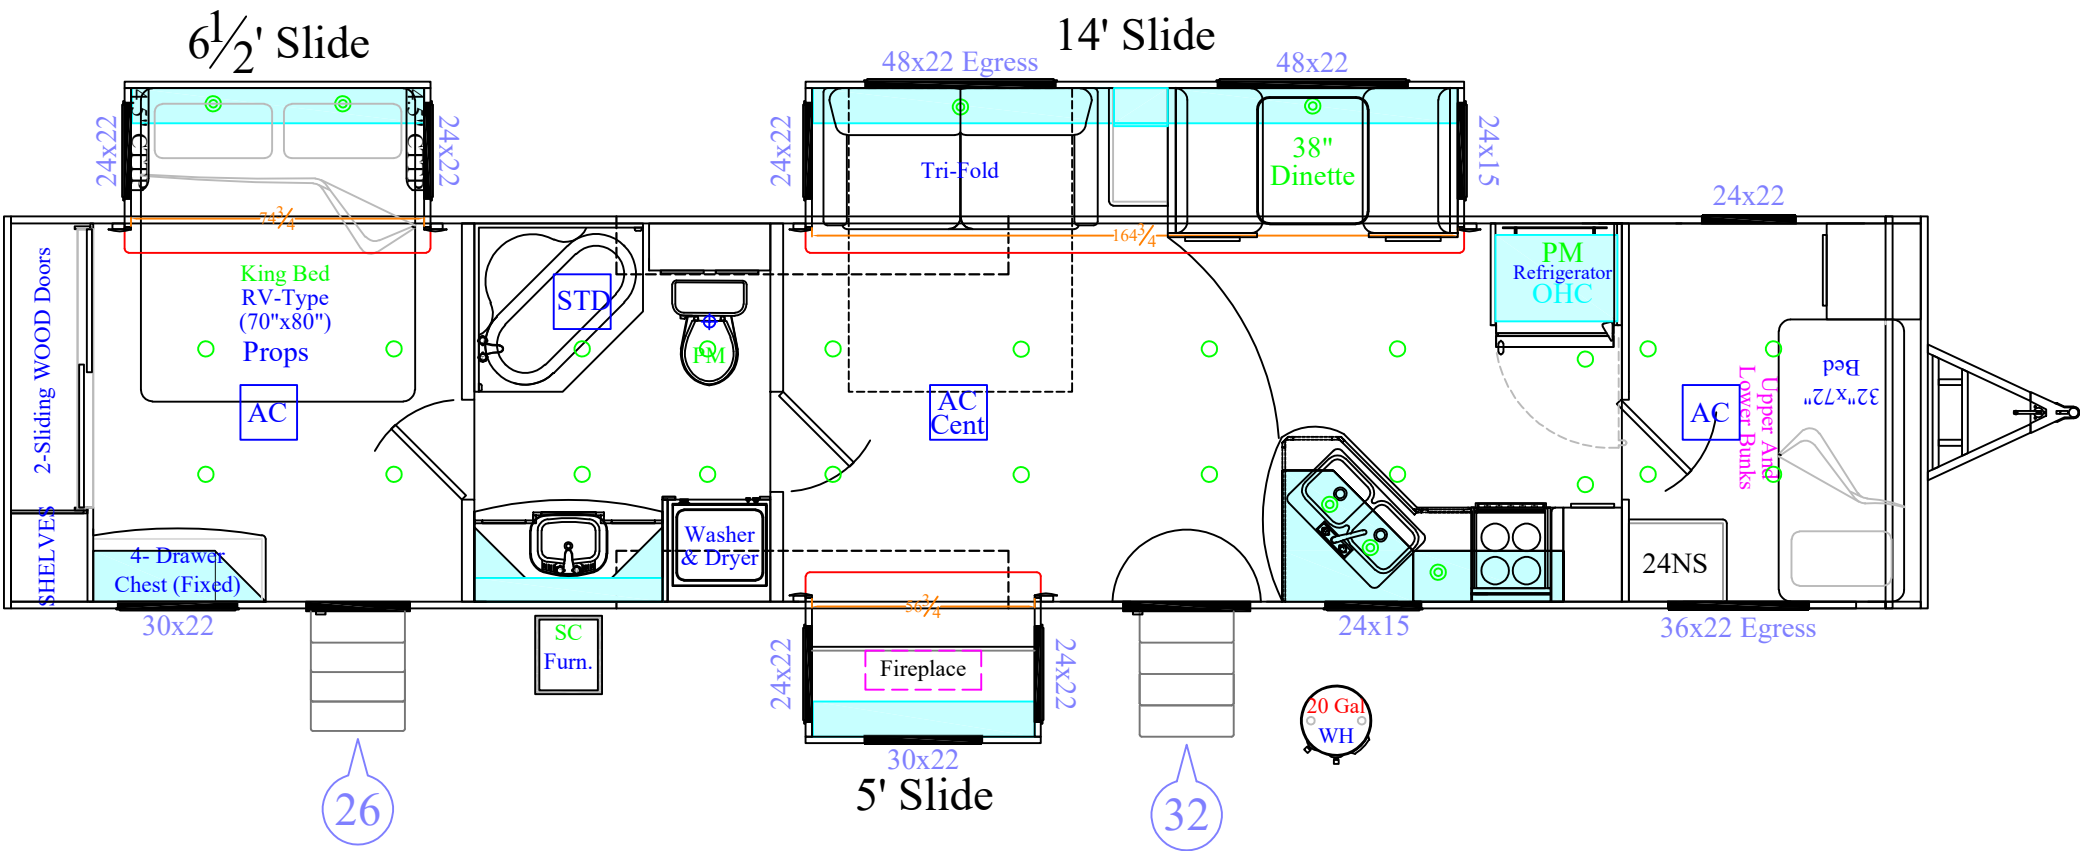 6½' Slide
14' Slide
48x22 Egress
48x22
24x22
24x22
24x22
24x15
24x22
Tri-Fold
38"
Dinette
74¾
164¾
2-Sliding WOOD Doors
SHELVES
King Bed
RV-Type
(70"x80")
Props
AC
STD
PM
AC
Cent
PM
Refrigerator
OHC
AC
Upper And
Lower Bunks
32"x72"
Bed
4- Drawer
Chest (Fixed)
Washer
& Dryer
24NS
30x22
SC
Furn.
56¾
24x22
24x22
Fireplace
30x22
5' Slide
24x15
36x22 Egress
20 Gal
WH
26
32